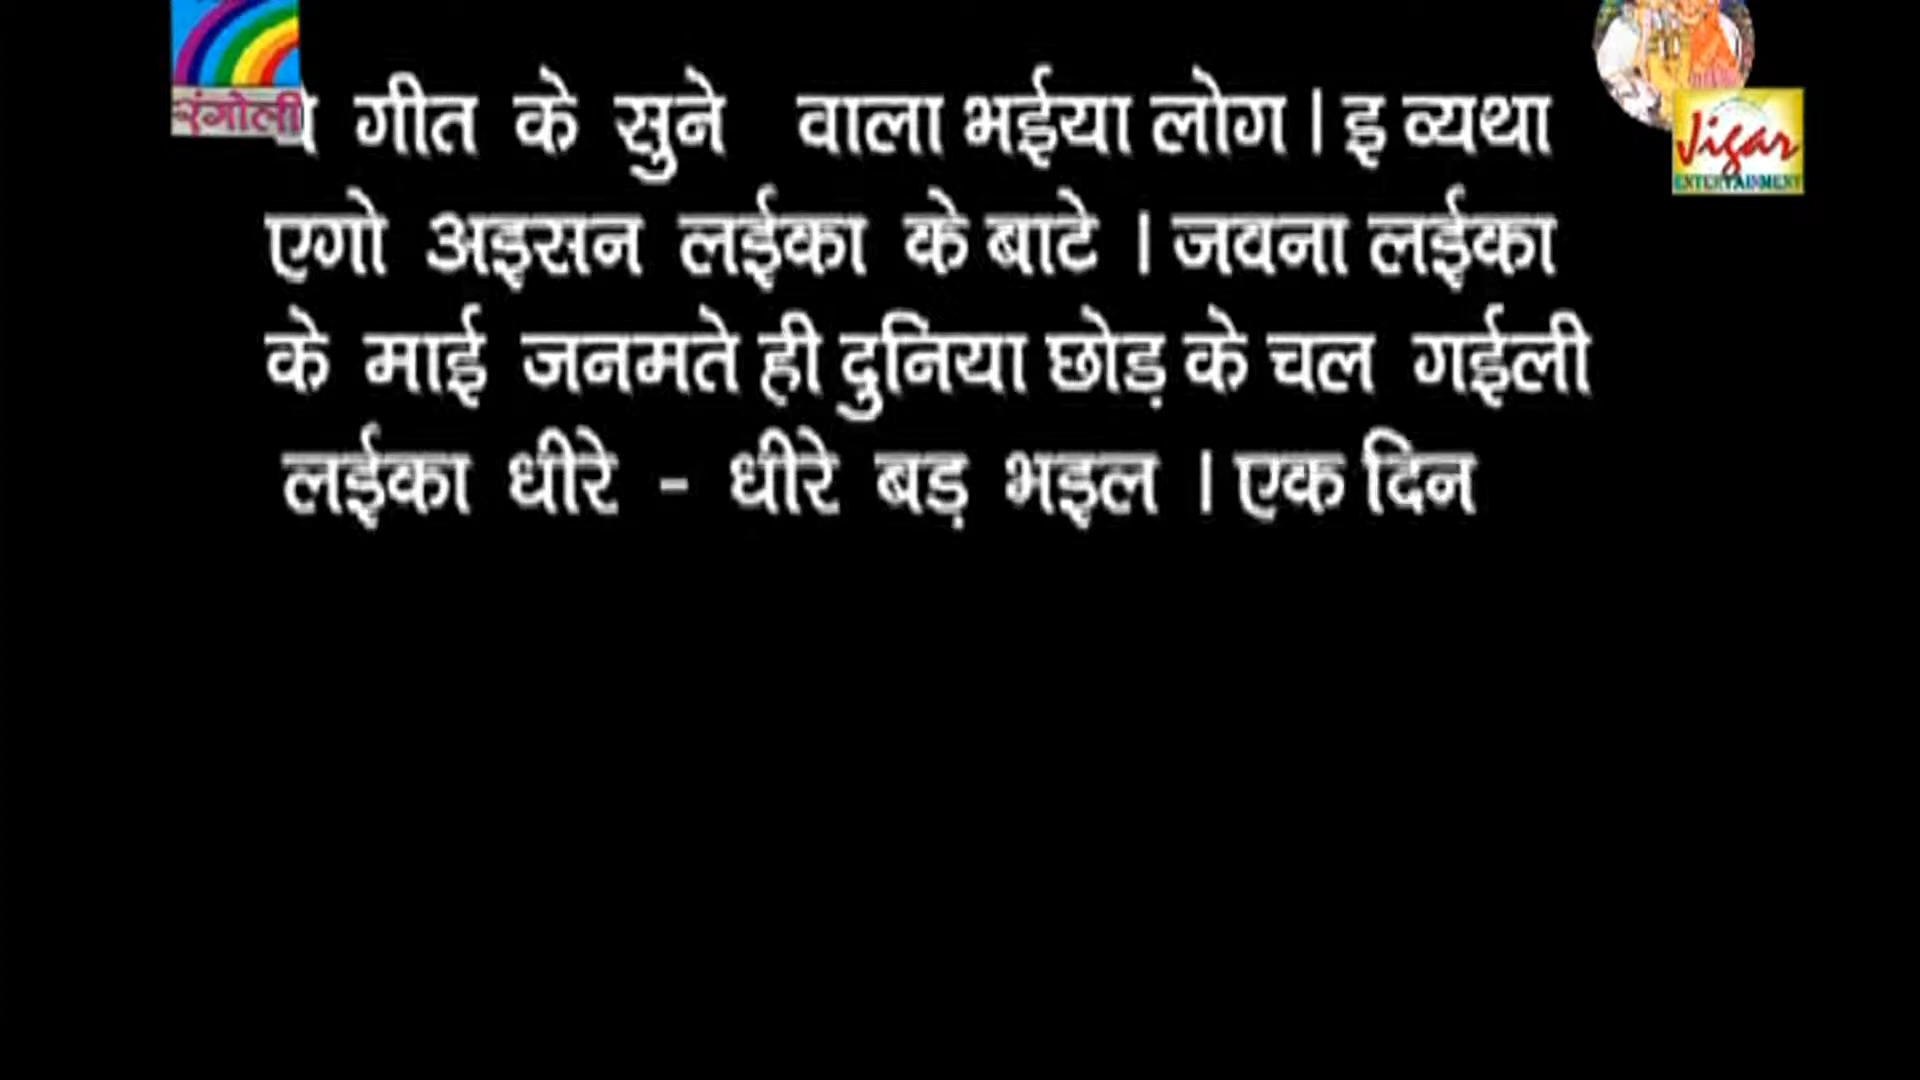 रंगोली
गीत के सुने वाला भईया लोग । इ व्यथा
Jigar
ENTERTAINMENT
एगो अइसन लईका के बाटे । जवना लईका
के माई जनमते ही दुनिया छोड़ के चल गईली
लईका धीरे - धीरे बड़ भइल । एक दिन